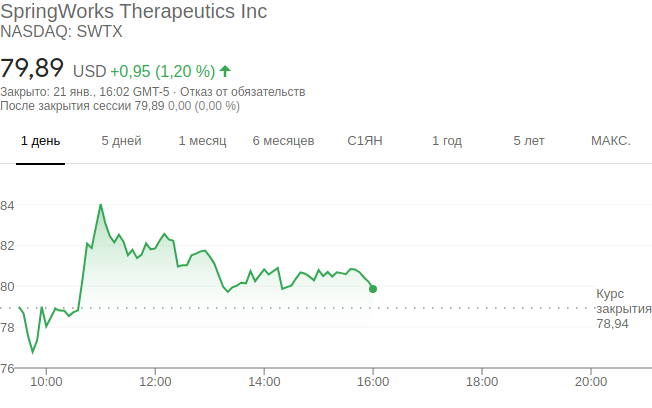 SpringWorks Therapeutics Inc
NASDAQ: SWTX
79,89 USD +0,95 (1,20 %)
Закрыто: 21 янв., 16:02 GMT-5 · Отказ от обязательств
После закрытия сессии 79,89 0,00 (0,00 %)
1 день 5 дней 1 месяц 6 месяцев С1ЯН 1 год 5 лет МАКС.
84
82
80
Курс
закрытия
78,94
78
76
10:00 12:00 14:00 16:00 18:00 20:00